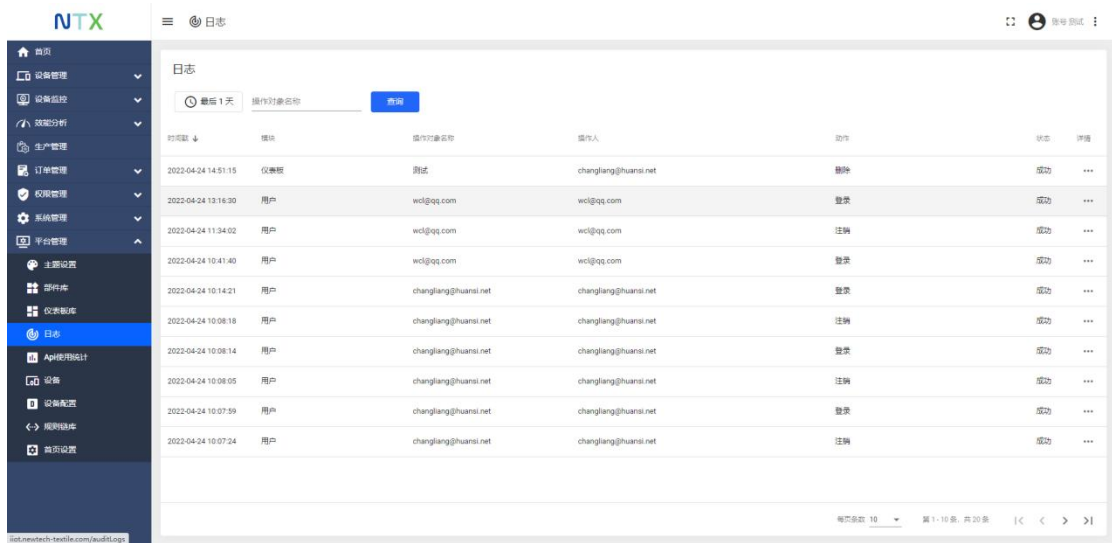 NTX
日志
账号 测试
首页
设备管理
设备监控
效能分析
生产管理
订单管理
权限管理
系统管理
平台管理
主题设置
部件库
仪表板库
日志
Api使用统计
设备
设备配置
规则链库
首页设置
日志
最后 1 天 操作对象名称 查询
时间戳 模块 操作对象名称 操作人 动作 状态 详情
2022-04-24 14:51:15 仪表板 测试 changliang@huansi.net 删除 成功
2022-04-24 13:16:30 用户 wcl@qq.com wcl@qq.com 登录 成功
2022-04-24 11:34:02 用户 wcl@qq.com wcl@qq.com 注销 成功
2022-04-24 10:41:40 用户 wcl@qq.com wcl@qq.com 登录 成功
2022-04-24 10:14:21 用户 changliang@huansi.net changliang@huansi.net 登录 成功
2022-04-24 10:08:18 用户 changliang@huansi.net changliang@huansi.net 注销 成功
2022-04-24 10:08:14 用户 changliang@huansi.net changliang@huansi.net 登录 成功
2022-04-24 10:08:05 用户 changliang@huansi.net changliang@huansi.net 注销 成功
2022-04-24 10:07:59 用户 changliang@huansi.net changliang@huansi.net 登录 成功
2022-04-24 10:07:24 用户 changliang@huansi.net changliang@huansi.net 注销 成功
每页条数 10 第 1 - 10 条, 共 20 条
iiot.newtech-textile.com/auditLogs